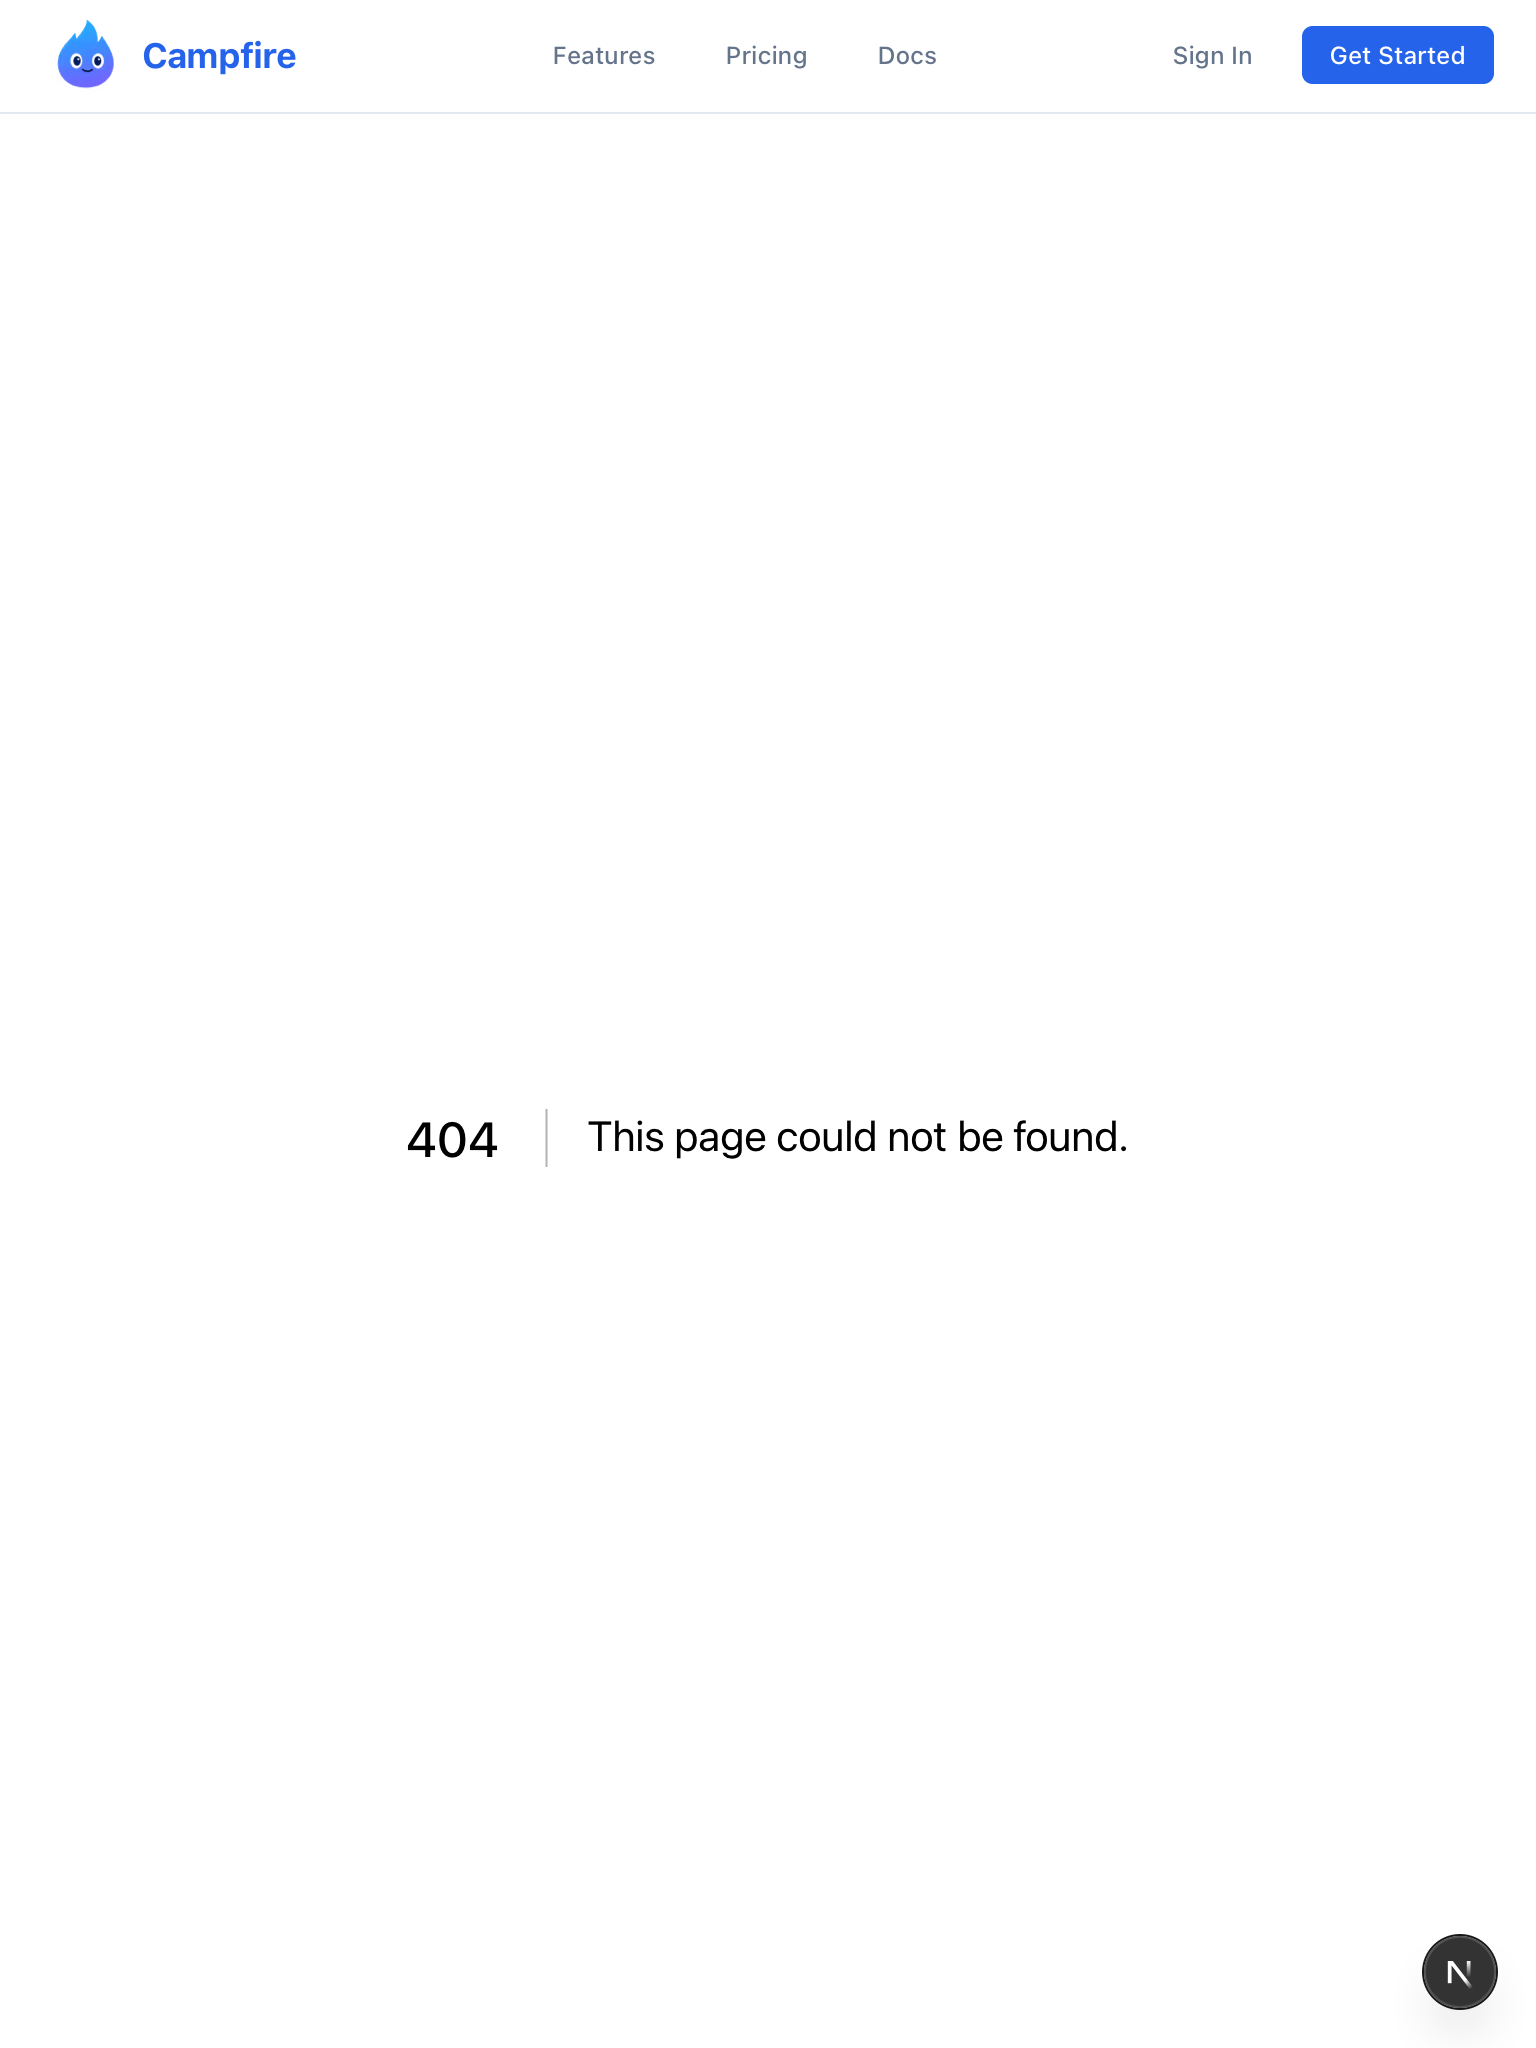 Campfire
Features Pricing Docs
Sign In
Get Started
404
This page could not be found.
N